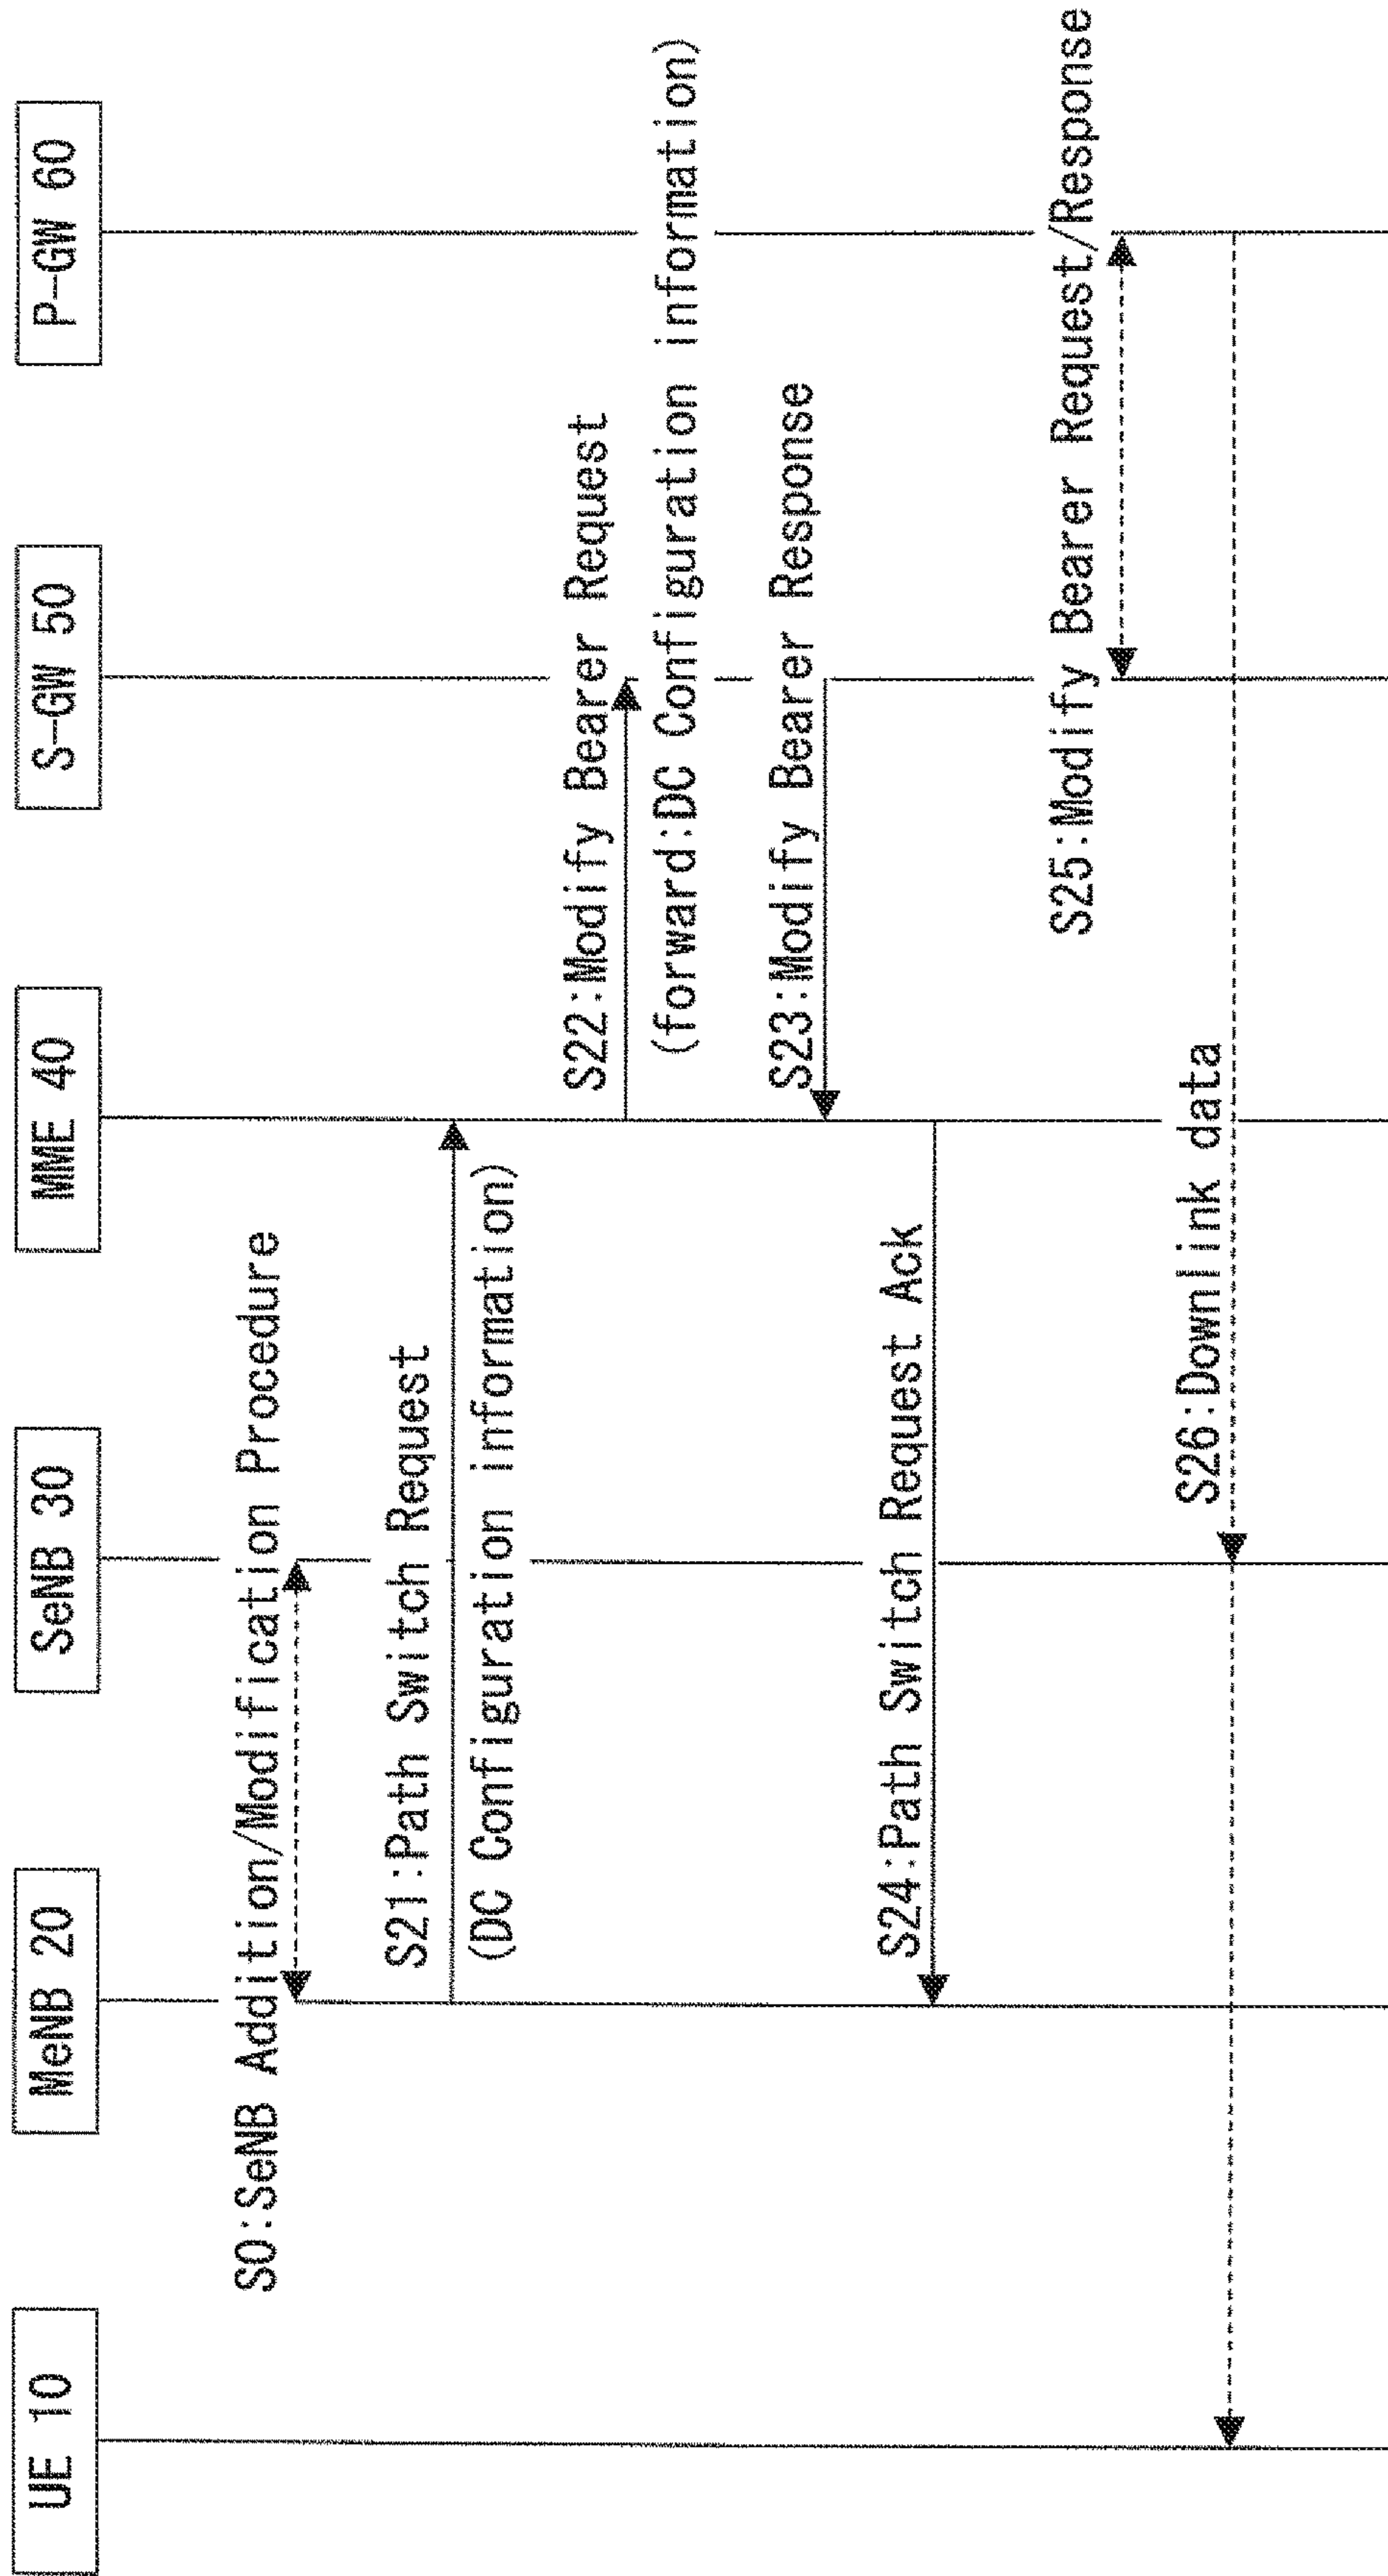 UE 10
MeNB 20
SeNB 30
MME 40
S-GW 50
P-GW 60
S0:SeNB Addition/Modification Procedure
S21:Path Switch Request
(DC Configuration information)
S22:Modify Bearer Request
(forward:DC Configuration information)
S23:Modify Bearer Response
S24:Path Switch Request Ack
S25:Modify Bearer Request/Response
S26:Downlink data